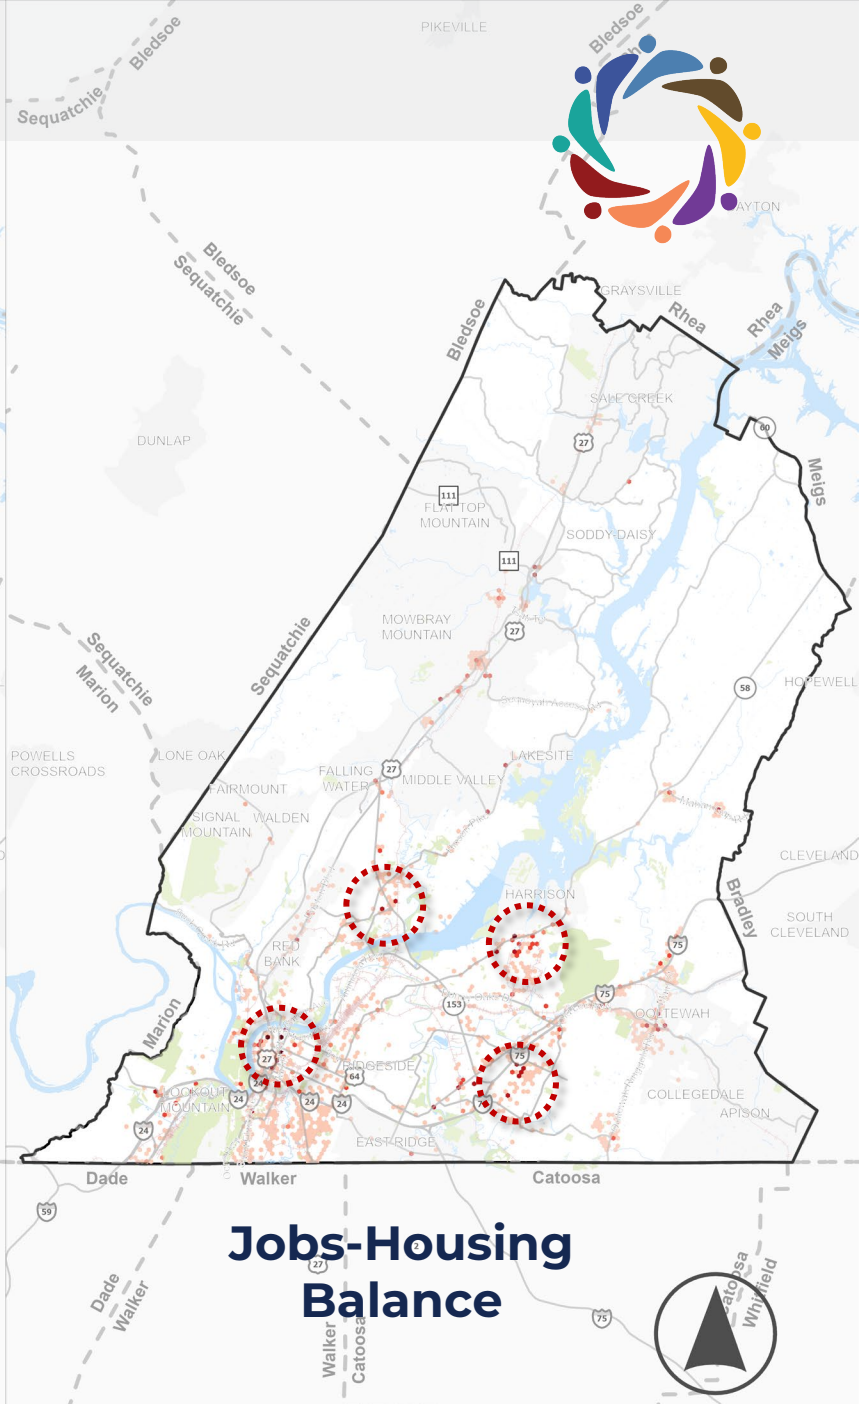 PIKEVILLE
Bledsoe
Bledsoe
Sequatchie
AYTON
Bledsoe
Sequatchie
GRAYSVILLE
Rhea
Rhea
Meigs
Bledsoe
SALE CREEK
60
27
DUNLAP
Meigs
111
FLAT TOP
MOUNTAIN
SODDY-DAISY
111
MOWBRAY
MOUNTAIN
27
Sequatchie
Sequatchie
Marion
58
HOPEWELL
POWELLS
CROSSROADS
LONE OAK
LAKESITE
FALLING
WATER
27
MIDDLE VALLEY
FAIRMOUNT
SIGNAL
MOUNTAIN
WALDEN
CLEVELAND
HARRISON
Bradley
SOUTH
CLEVELAND
RED
BANK
75
75
153
OOLTEWAH
Marion
27
75
RIDGESIDE
64
24
24
24
24
LOOKOUT
MOUNTAIN
COLLEGEDALE
APISON
24
EAST RIDGE
Dade
Walker
Catoosa
59
Jobs-Housing
Balance
27
2
75
Dade
Walker
Walker
Catoosa
Catoosa
Whitfield